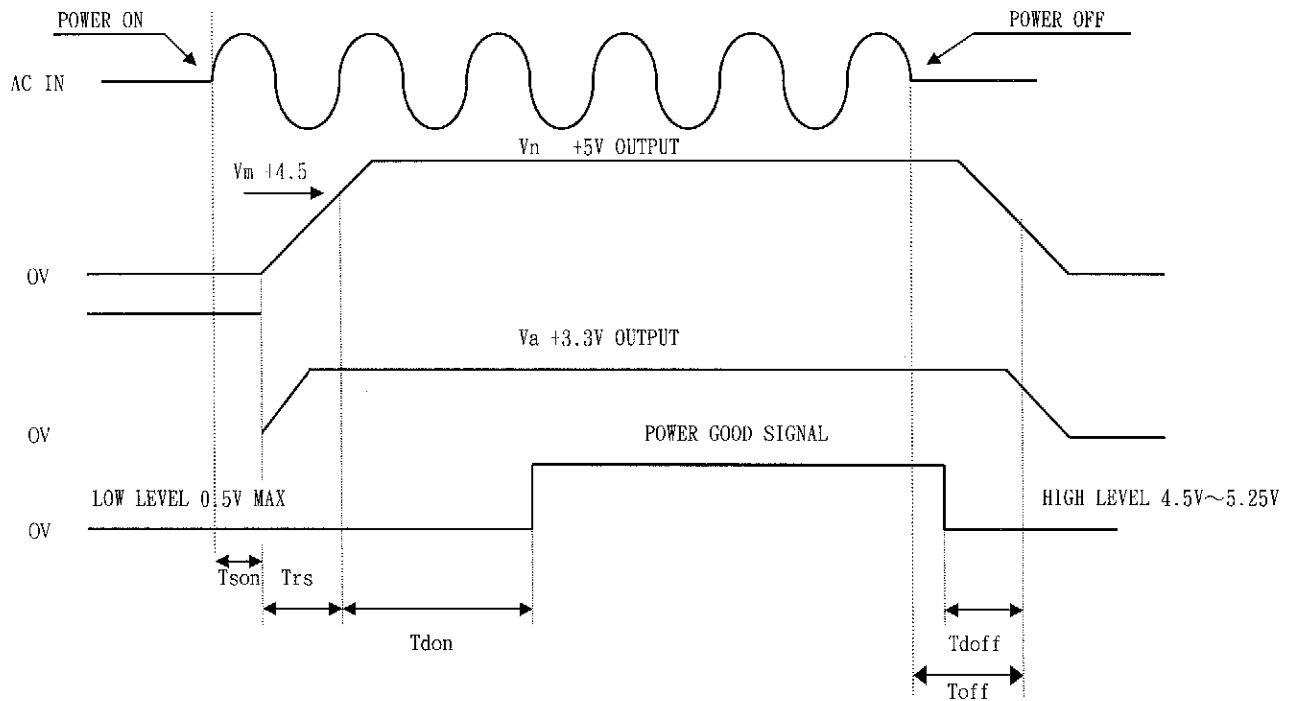 POWER ON
POWER OFF
AC IN
Vn +5V OUTPUT
Vm +4.5
0V
Va +3.3V OUTPUT
0V
POWER GOOD SIGNAL
LOW LEVEL 0.5V MAX
HIGH LEVEL 4.5V～5.25V
0V
Tson
Trs
Tdon
Tdoff
Toff